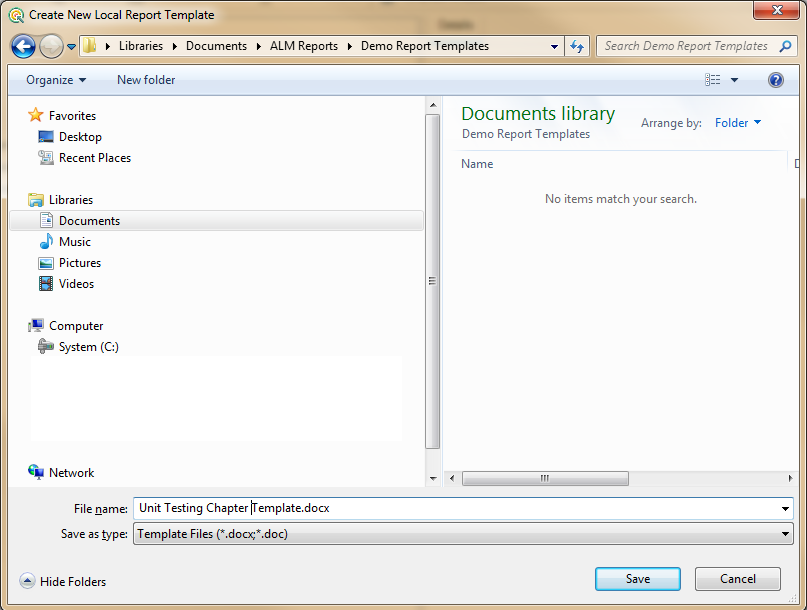 Create New Local Report Template
Libraries Documents ALM Reports Demo Report Templates
Search Demo Report Templates
Organize New folder
Favorites
Desktop
Recent Places
Libraries
Documents
Music
Pictures
Videos
Computer
System (C:)
Network
Documents library
Demo Report Templates
Arrange by: Folder
Name
No items match your search.
File name: Unit Testing Chapter Template.docx
Save as type: Template Files (*.docx;*.doc)
Hide Folders
Save Cancel